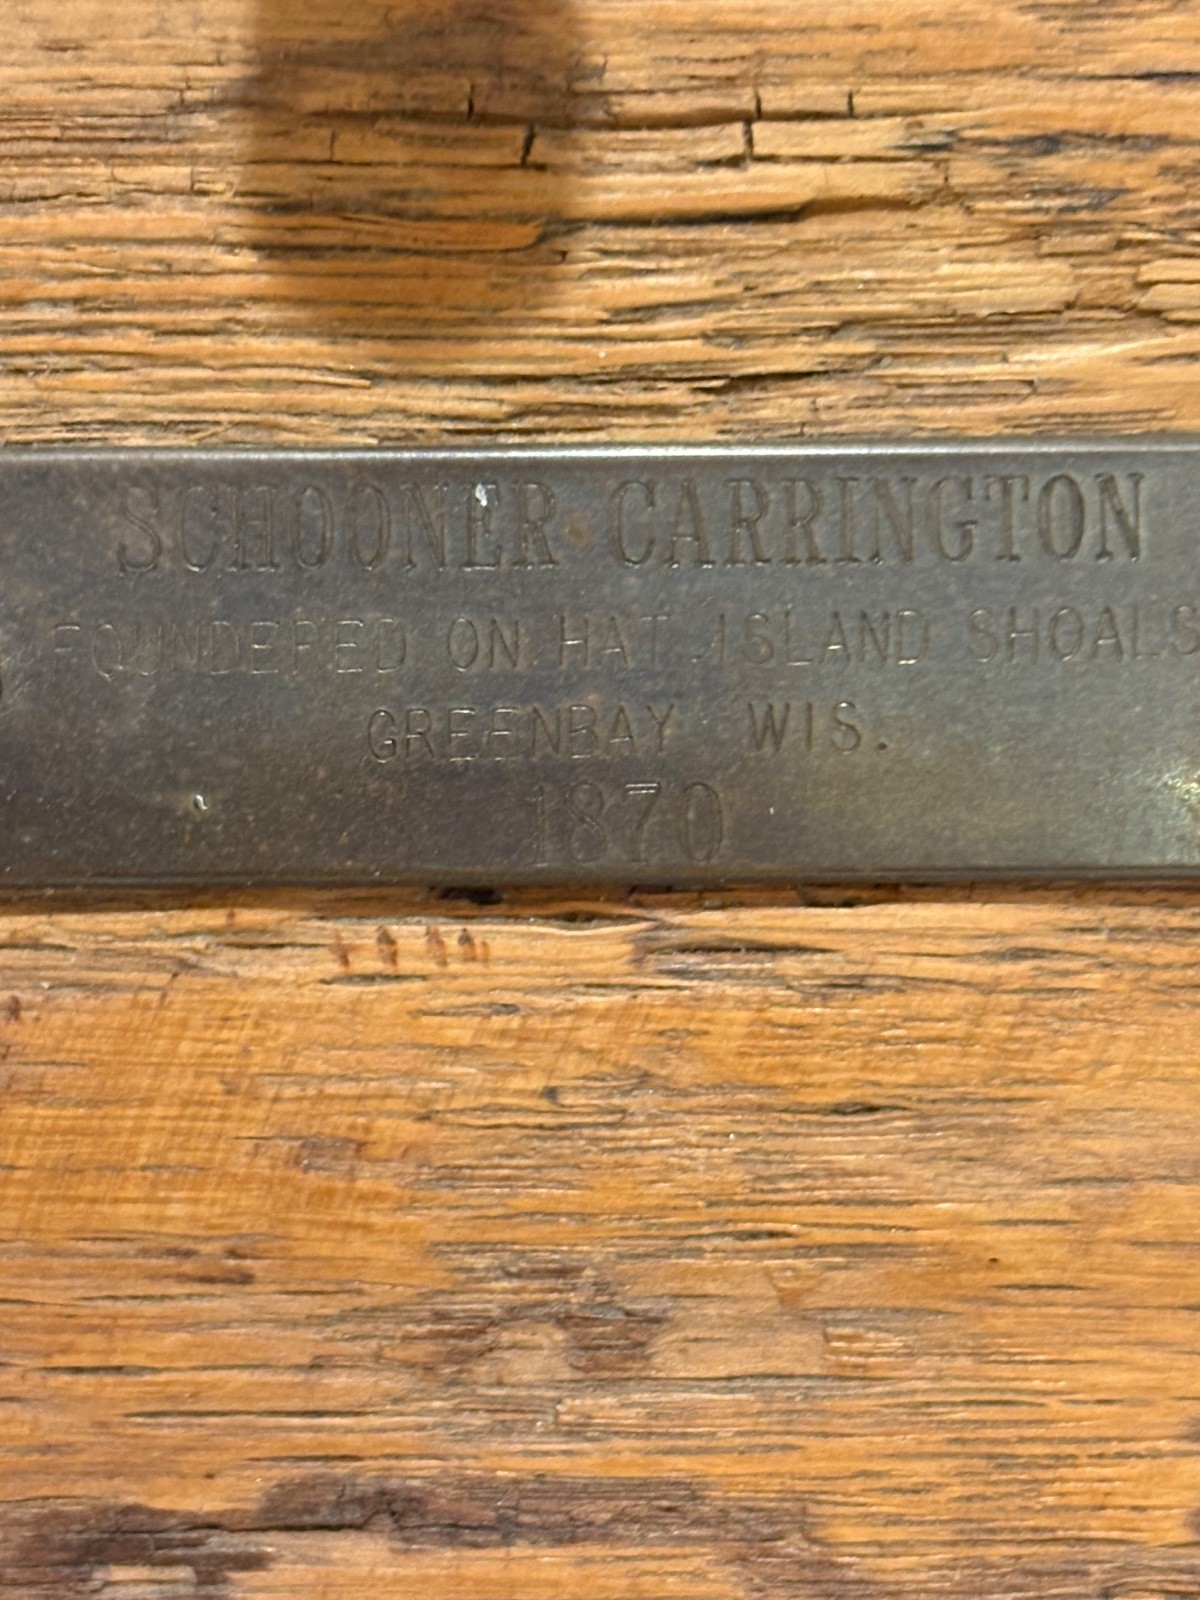 SCHOONER CARRINGTON
FOUNDERED ON HAT ISLAND SHOALS
GREENBAY WIS.
1870